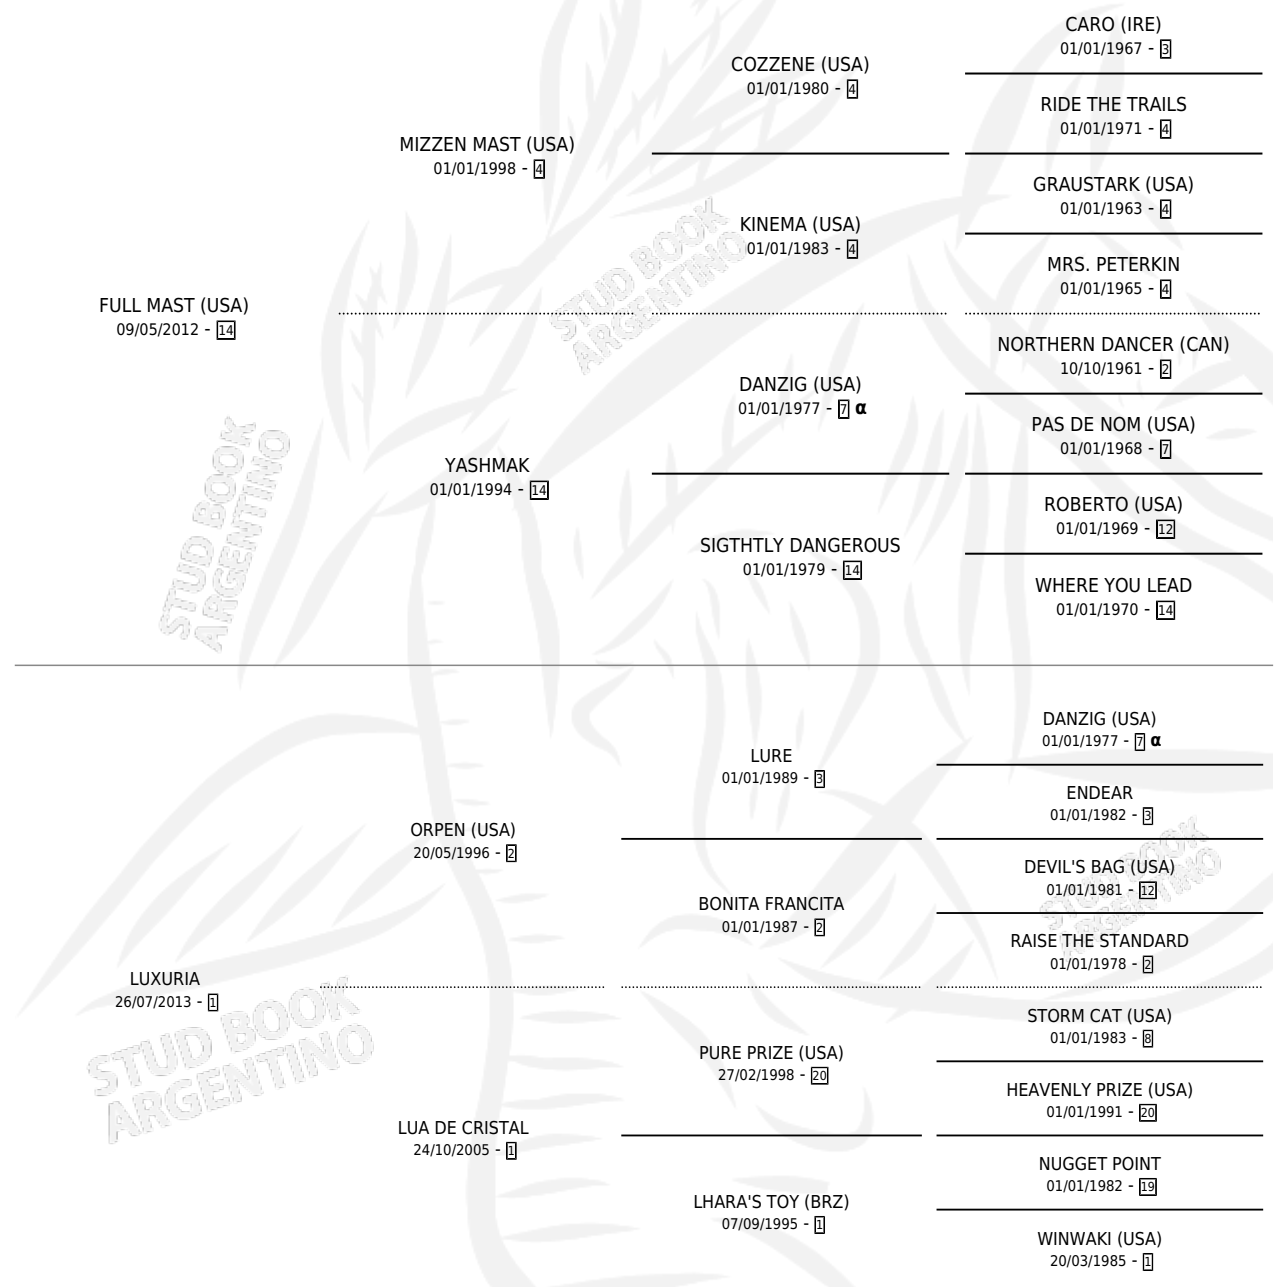 CARO (IRE)
01/01/1967 - 3
COZZENE (USA)
01/01/1980 - 4
RIDE THE TRAILS
01/01/1971 - 4
MIZZEN MAST (USA)
01/01/1998 - 4
GRAUSTARK (USA)
01/01/1963 - 4
KINEMA (USA)
01/01/1983 - 4
MRS. PETERKIN
01/01/1965 - 4
FULL MAST (USA)
09/05/2012 - 14
NORTHERN DANCER (CAN)
10/10/1961 - 2
DANZIG (USA)
01/01/1977 - 7 α
PAS DE NOM (USA)
01/01/1968 - 7
YASHMAK
01/01/1994 - 14
ROBERTO (USA)
01/01/1969 - 12
SIGTHTLY DANGEROUS
01/01/1979 - 14
WHERE YOU LEAD
01/01/1970 - 14
STUD BOOK
ARGENTINO
STUD BOOK
ARGENTINO
DANZIG (USA)
01/01/1977 - 7 α
LURE
01/01/1989 - 3
ENDEAR
01/01/1982 - 3
ORPEN (USA)
20/05/1996 - 2
DEVIL'S BAG (USA)
01/01/1981 - 12
BONITA FRANCITA
01/01/1987 - 2
RAISE THE STANDARD
01/01/1978 - 2
LUXURIA
26/07/2013 - 1
STORM CAT (USA)
01/01/1983 - 8
PURE PRIZE (USA)
27/02/1998 - 20
HEAVENLY PRIZE (USA)
01/01/1991 - 20
LUA DE CRISTAL
24/10/2005 - 1
NUGGET POINT
01/01/1982 - 19
LHARA'S TOY (BRZ)
07/09/1995 - 1
WINWAKI (USA)
20/03/1985 - 1
STUD BOOK
ARGENTINO
STUD BOOK
ARGENTINO